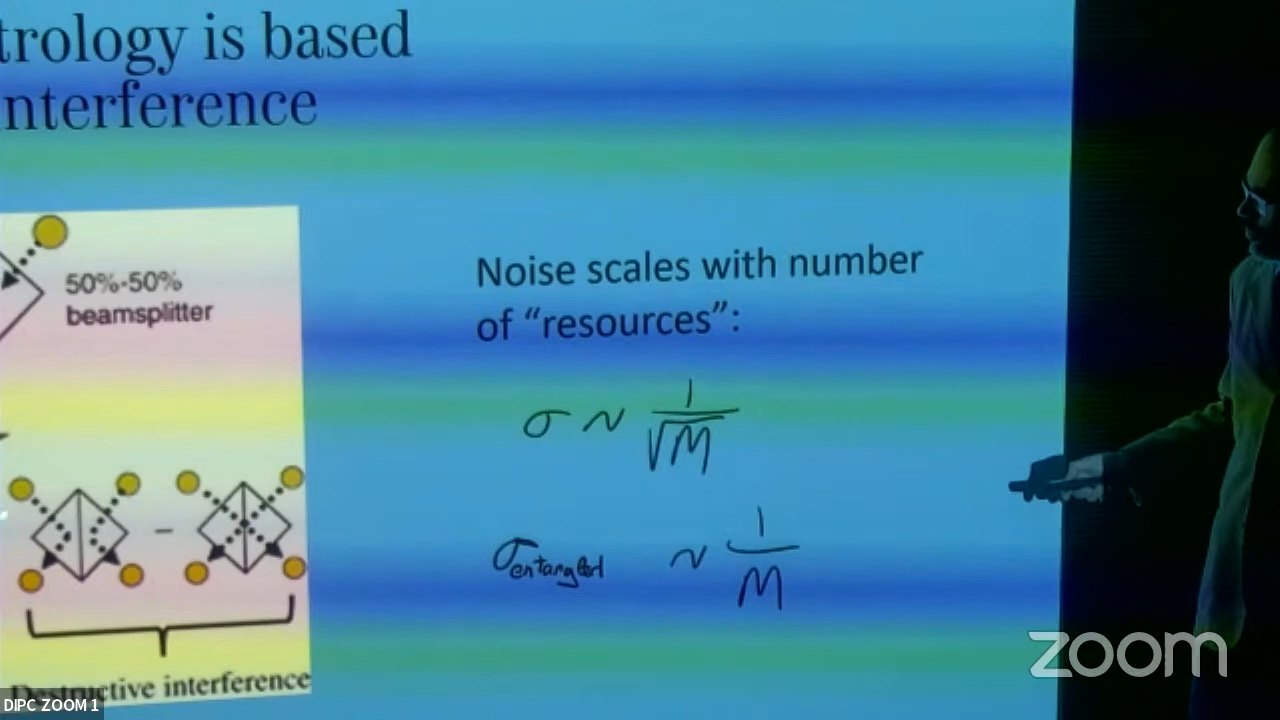 trology is based
nterference
50%-50%
beamsplitter
Noise scales with number
of “resources”:
σ ~ 1/√M
σentangled ~ 1/M
Destructive interference
zoom
DIPC ZOOM 1